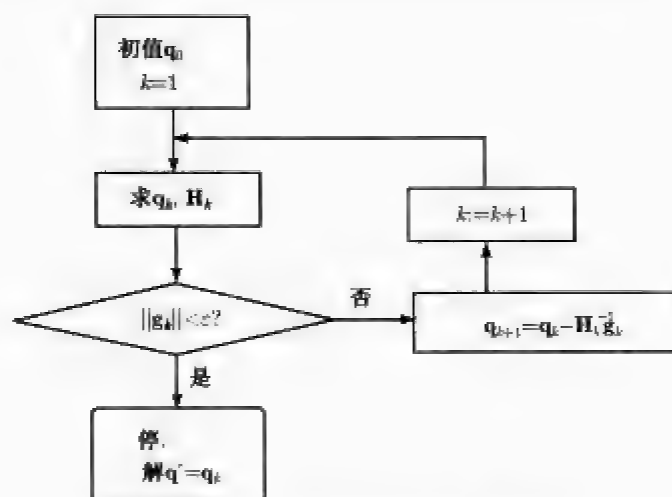 初值q₀
k=1
求qₖ, Hₖ
k:=k+1
||gₖ||<ε?
否
qₖ₊₁=qₖ-Hₖ⁻¹gₖ
是
停,
解q*=qₖ